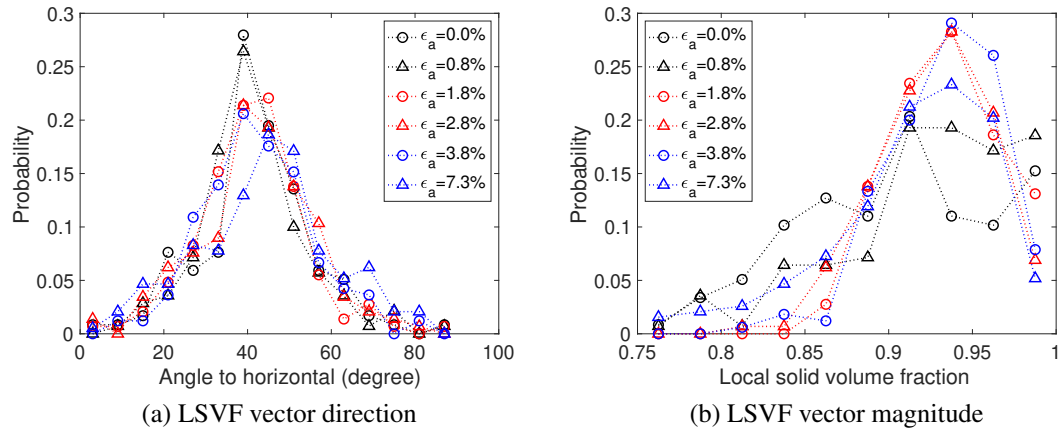 0.3
0.25
0.2
0.15
0.1
0.05
0
Probability
0 20 40 60 80 100
Angle to horizontal (degree)
ϵa=0.0%
ϵa=0.8%
ϵa=1.8%
ϵa=2.8%
ϵa=3.8%
ϵa=7.3%
(a) LSVF vector direction
0.3
0.25
0.2
0.15
0.1
0.05
0
Probability
0.75 0.8 0.85 0.9 0.95 1
Local solid volume fraction
ϵa=0.0%
ϵa=0.8%
ϵa=1.8%
ϵa=2.8%
ϵa=3.8%
ϵa=7.3%
(b) LSVF vector magnitude